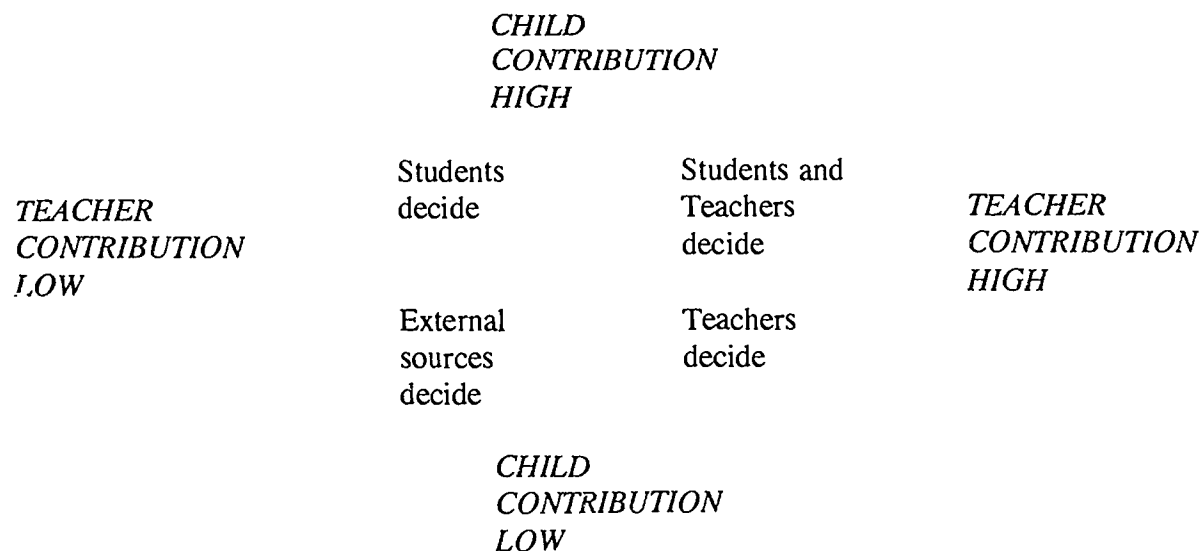 CHILD
CONTRIBUTION
HIGH
Students
decide
Students and
Teachers
decide
TEACHER
CONTRIBUTION
LOW
TEACHER
CONTRIBUTION
HIGH
External
sources
decide
Teachers
decide
CHILD
CONTRIBUTION
LOW